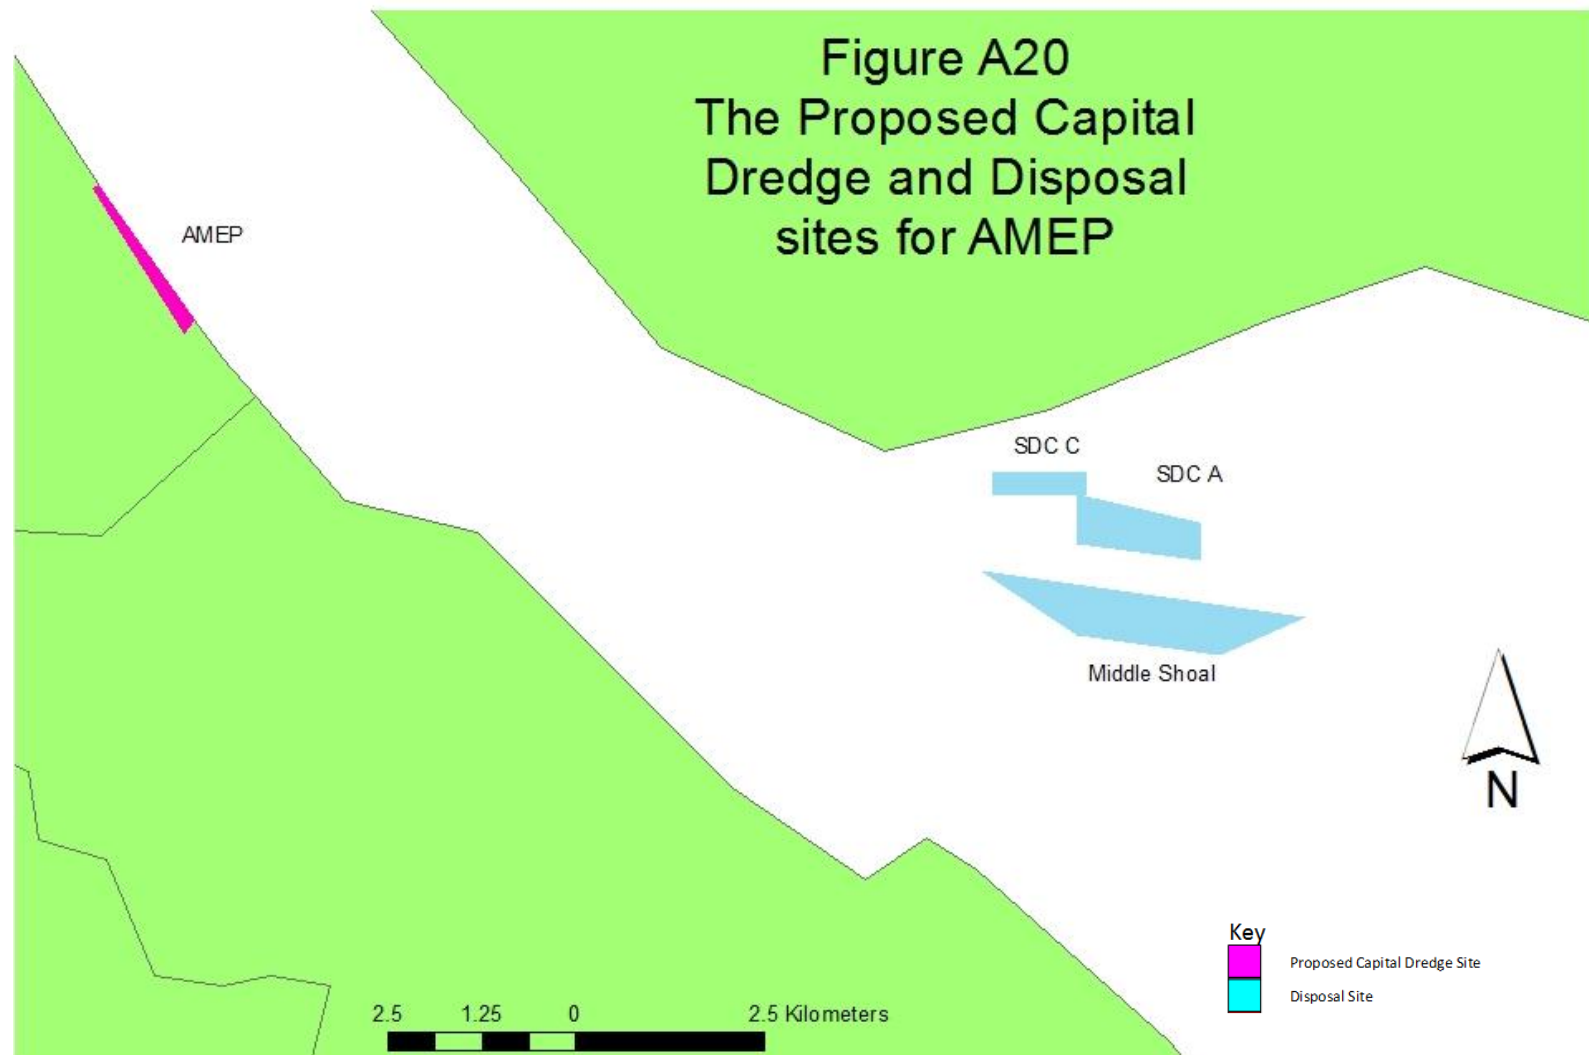 Figure A20
The Proposed Capital
Dredge and Disposal
sites for AMEP
AMEP
SDC C
SDC A
Middle Shoal
N
Key
Proposed Capital Dredge Site
Disposal Site
2.5 1.25 0 2.5 Kilometers